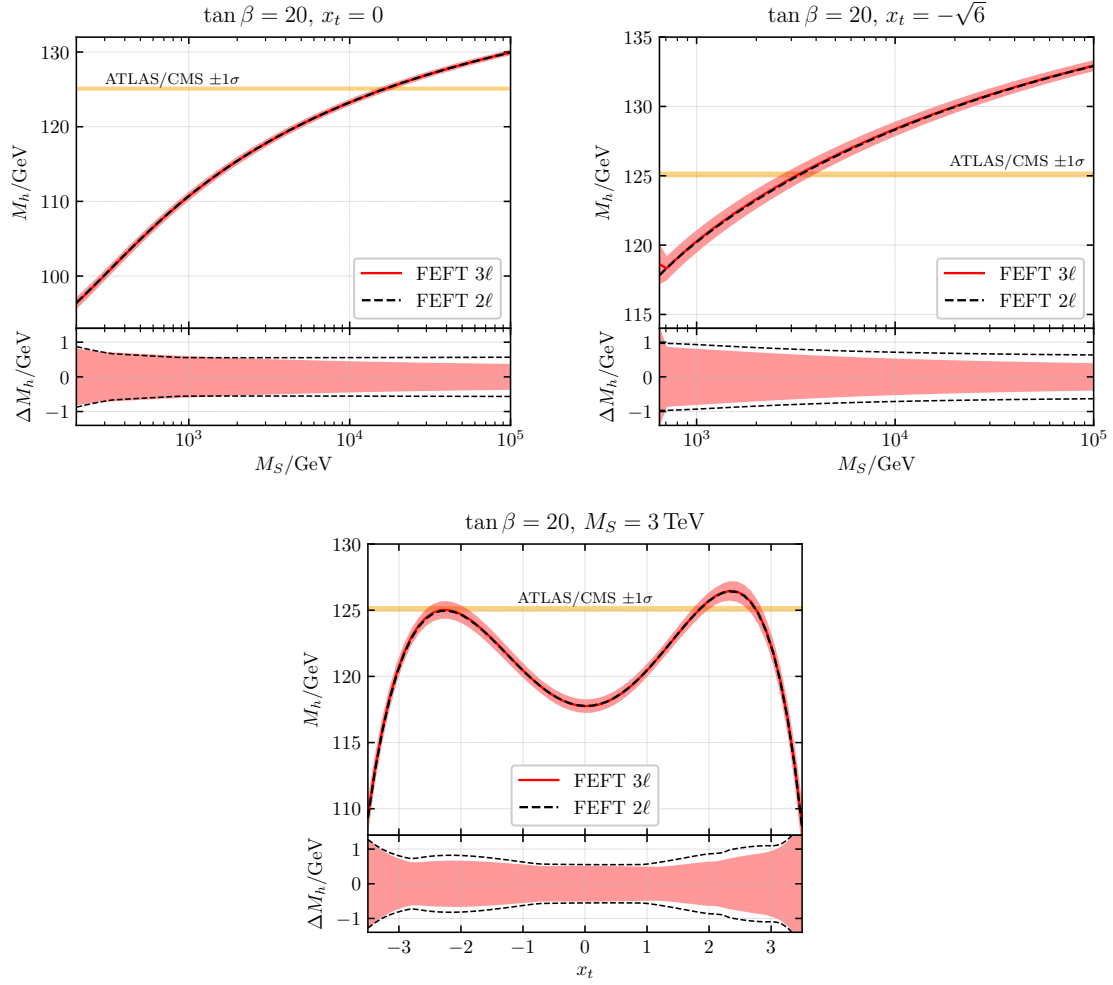 tan β = 20, x_t = 0
130
120
110
100
M_h/GeV
ATLAS/CMS ±1σ
FEFT 3ℓ
FEFT 2ℓ
1
0
−1
ΔM_h/GeV
10^3
10^4
10^5
M_S/GeV
tan β = 20, x_t = −√6
135
130
125
120
115
M_h/GeV
ATLAS/CMS ±1σ
FEFT 3ℓ
FEFT 2ℓ
1
0
−1
ΔM_h/GeV
10^3
10^4
10^5
M_S/GeV
tan β = 20, M_S = 3 TeV
130
125
120
115
110
M_h/GeV
ATLAS/CMS ±1σ
FEFT 3ℓ
FEFT 2ℓ
1
0
−1
ΔM_h/GeV
−3
−2
−1
0
1
2
3
x_t